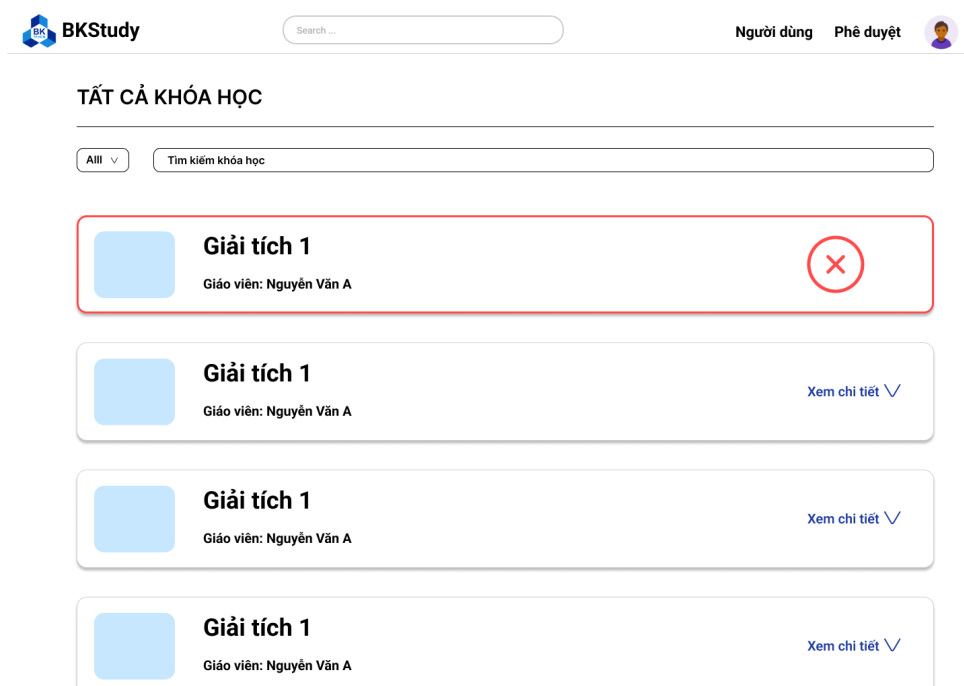 BK
BKStudy
Search ...
Người dùng
Phê duyệt
TẤT CẢ KHÓA HỌC
Alll
Tìm kiếm khóa học
Giải tích 1
Giáo viên: Nguyễn Văn A
Giải tích 1
Giáo viên: Nguyễn Văn A
Xem chi tiết
Giải tích 1
Giáo viên: Nguyễn Văn A
Xem chi tiết
Giải tích 1
Giáo viên: Nguyễn Văn A
Xem chi tiết